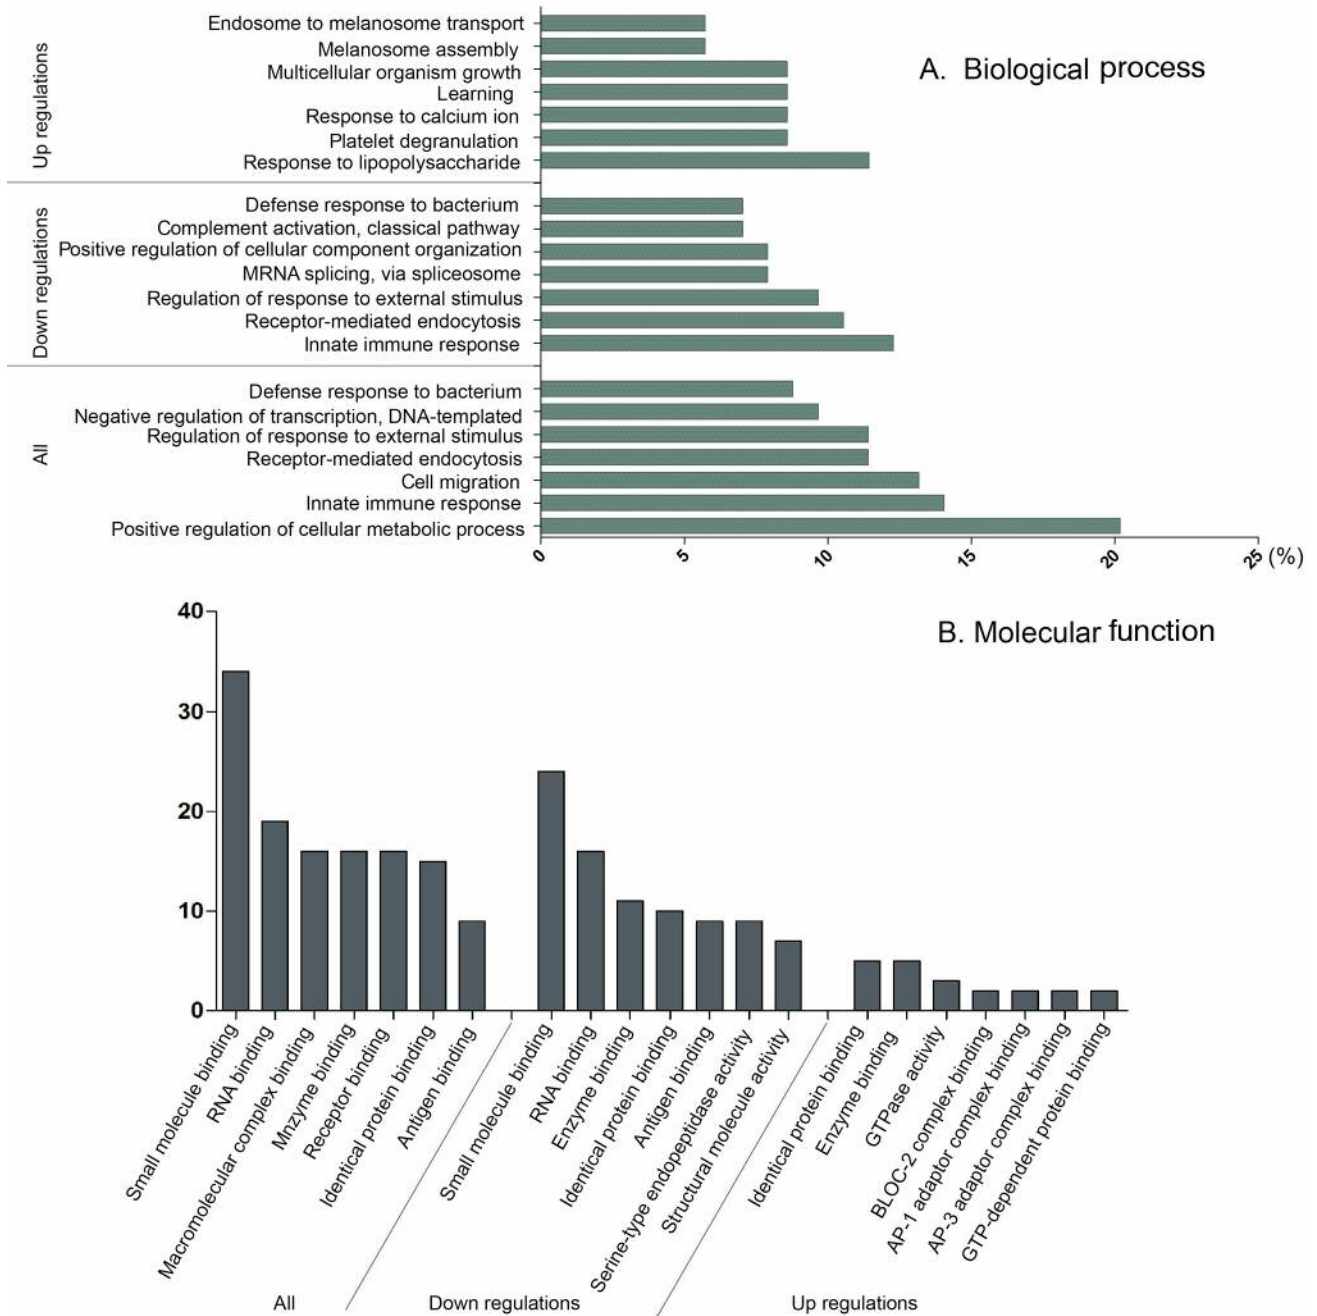 A. Biological process
Up regulations
Endosome to melanosome transport
Melanosome assembly
Multicellular organism growth
Learning
Response to calcium ion
Platelet degranulation
Response to lipopolysaccharide
Down regulations
Defense response to bacterium
Complement activation, classical pathway
Positive regulation of cellular component organization
MRNA splicing, via spliceosome
Regulation of response to external stimulus
Receptor-mediated endocytosis
Innate immune response
All
Defense response to bacterium
Negative regulation of transcription, DNA-templated
Regulation of response to external stimulus
Receptor-mediated endocytosis
Cell migration
Innate immune response
Positive regulation of cellular metabolic process
0 5 10 15 20 25 (%)
B. Molecular function
40
30
20
10
0
Small molecule binding
RNA binding
Macromolecular complex binding
Mnzyme binding
Receptor binding
Identical protein binding
Antigen binding
Small molecule binding
RNA binding
Enzyme binding
Identical protein binding
Antigen binding
Serine-type endopeptidase activity
Structural molecule activity
Identical protein binding
Enzyme binding
GTPase activity
BLOC-2 complex binding
AP-1 adaptor complex binding
AP-3 adaptor complex binding
GTP-dependent protein binding
All Down regulations Up regulations